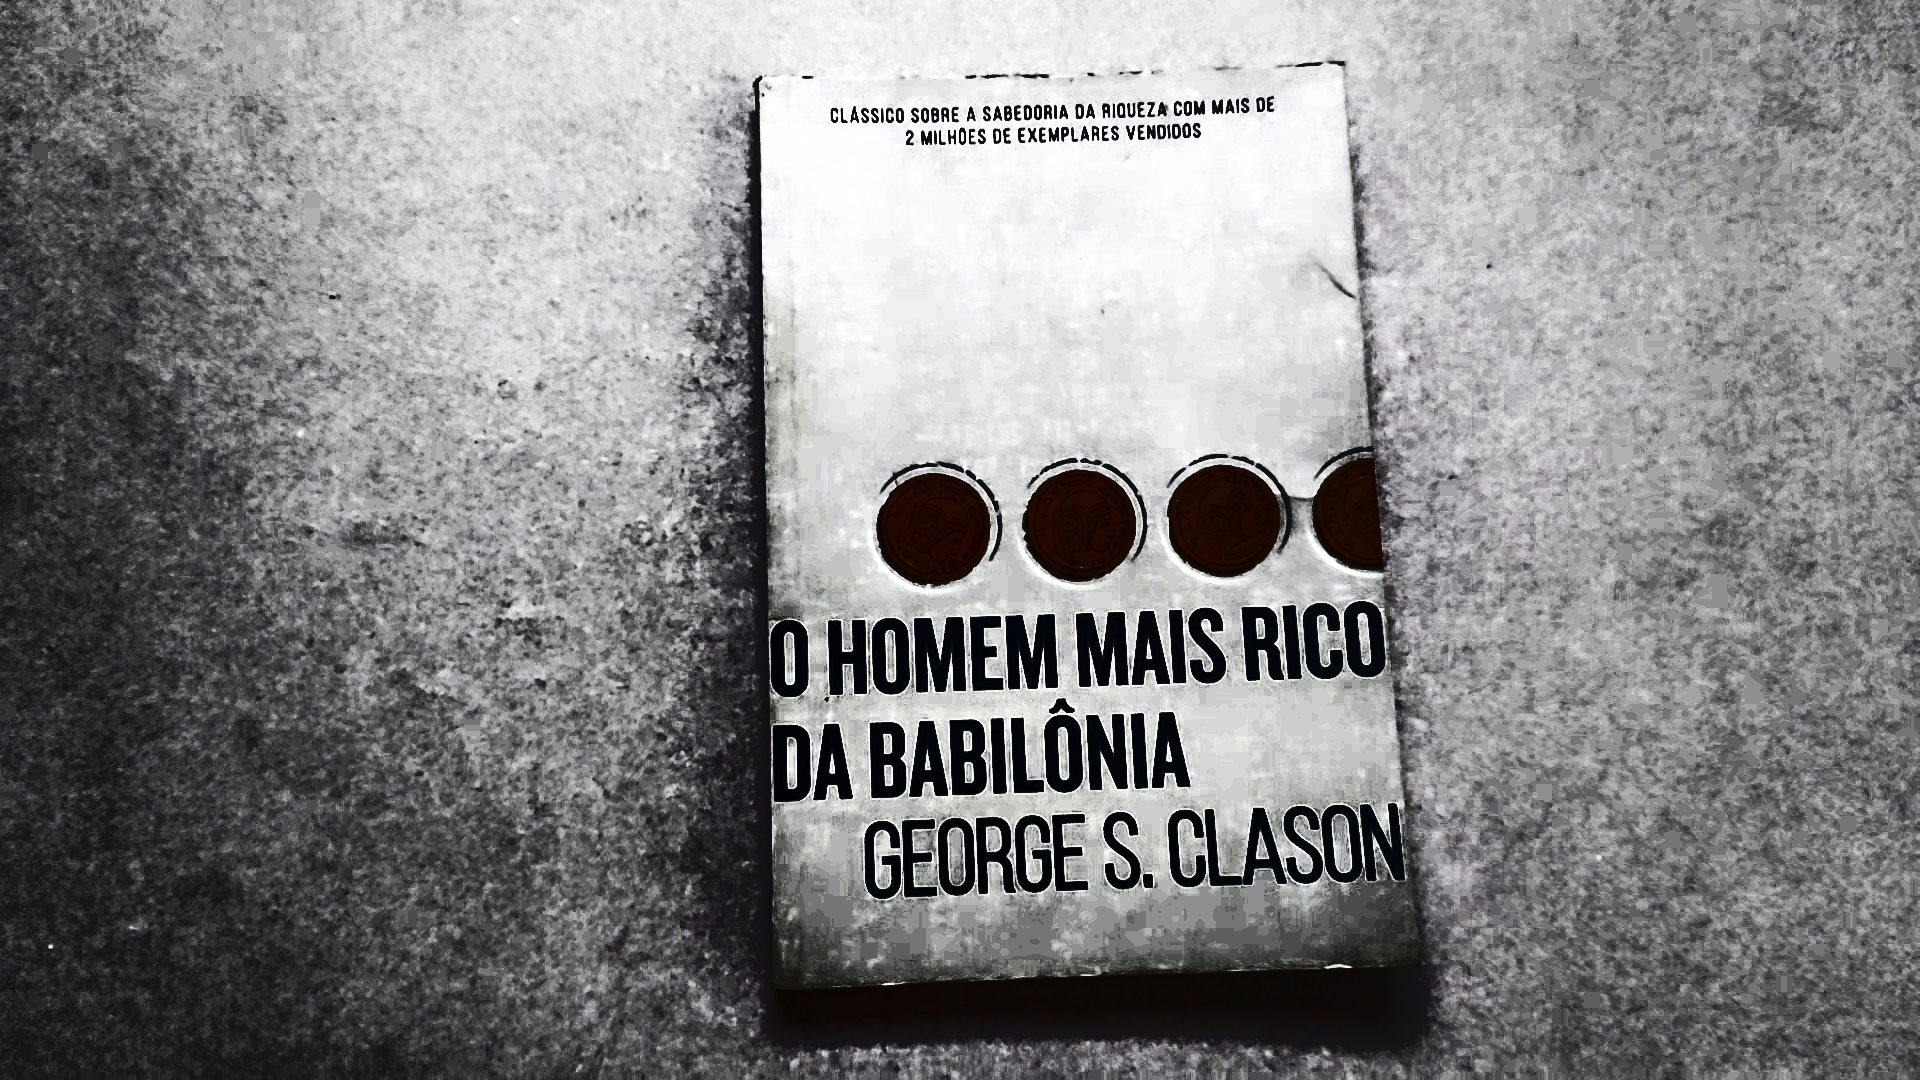 CLÁSSICO SOBRE A SABEDORIA DA RIQUEZA COM MAIS DE
2 MILHÕES DE EXEMPLARES VENDIDOS
O HOMEM MAIS RICO
DA BABILÔNIA
GEORGE S. CLASON